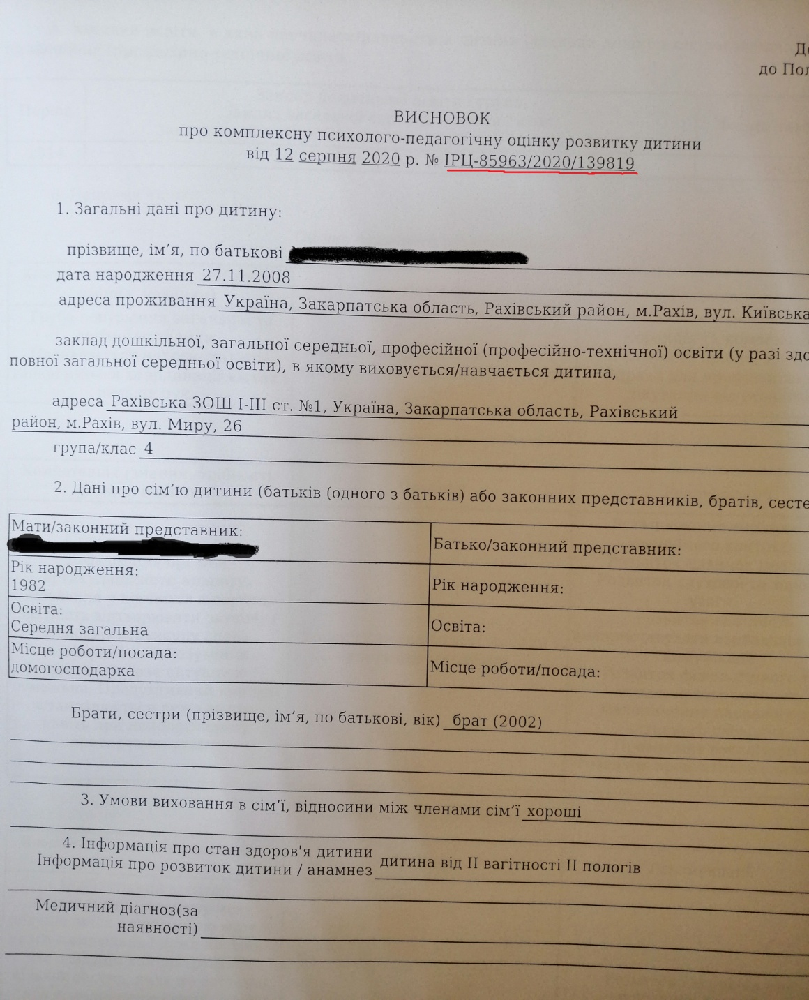 До
до Пол
ВИСНОВОК
про комплексну психолого-педагогічну оцінку розвитку дитини
від 12 серпня 2020 р. № ІРЦ-85963/2020/139819
1. Загальні дані про дитину:
прізвище, ім’я, по батькові
дата народження 27.11.2008
адреса проживання Україна, Закарпатська область, Рахівський район, м.Рахів, вул. Київська
заклад дошкільної, загальної середньої, професійної (професійно-технічної) освіти (у разі здо
повної загальної середньої освіти), в якому виховується/навчається дитина,
адреса Рахівська ЗОШ І-ІІІ ст. №1, Україна, Закарпатська область, Рахівський
район, м.Рахів, вул. Миру, 26
група/клас 4
2. Дані про сім’ю дитини (батьків (одного з батьків) або законних представників, братів, сесте
Мати/законний представник:
Батько/законний представник:
Рік народження:
1982
Рік народження:
Освіта:
Середня загальна
Освіта:
Місце роботи/посада:
домогосподарка
Місце роботи/посада:
Брати, сестри (прізвище, ім’я, по батькові, вік) брат (2002)
3. Умови виховання в сім’ї, відносини між членами сім’ї хороші
4. Інформація про стан здоров'я дитини
Інформація про розвиток дитини / анамнез дитина від ІІ вагітності ІІ пологів
Медичний діагноз(за
наявності)